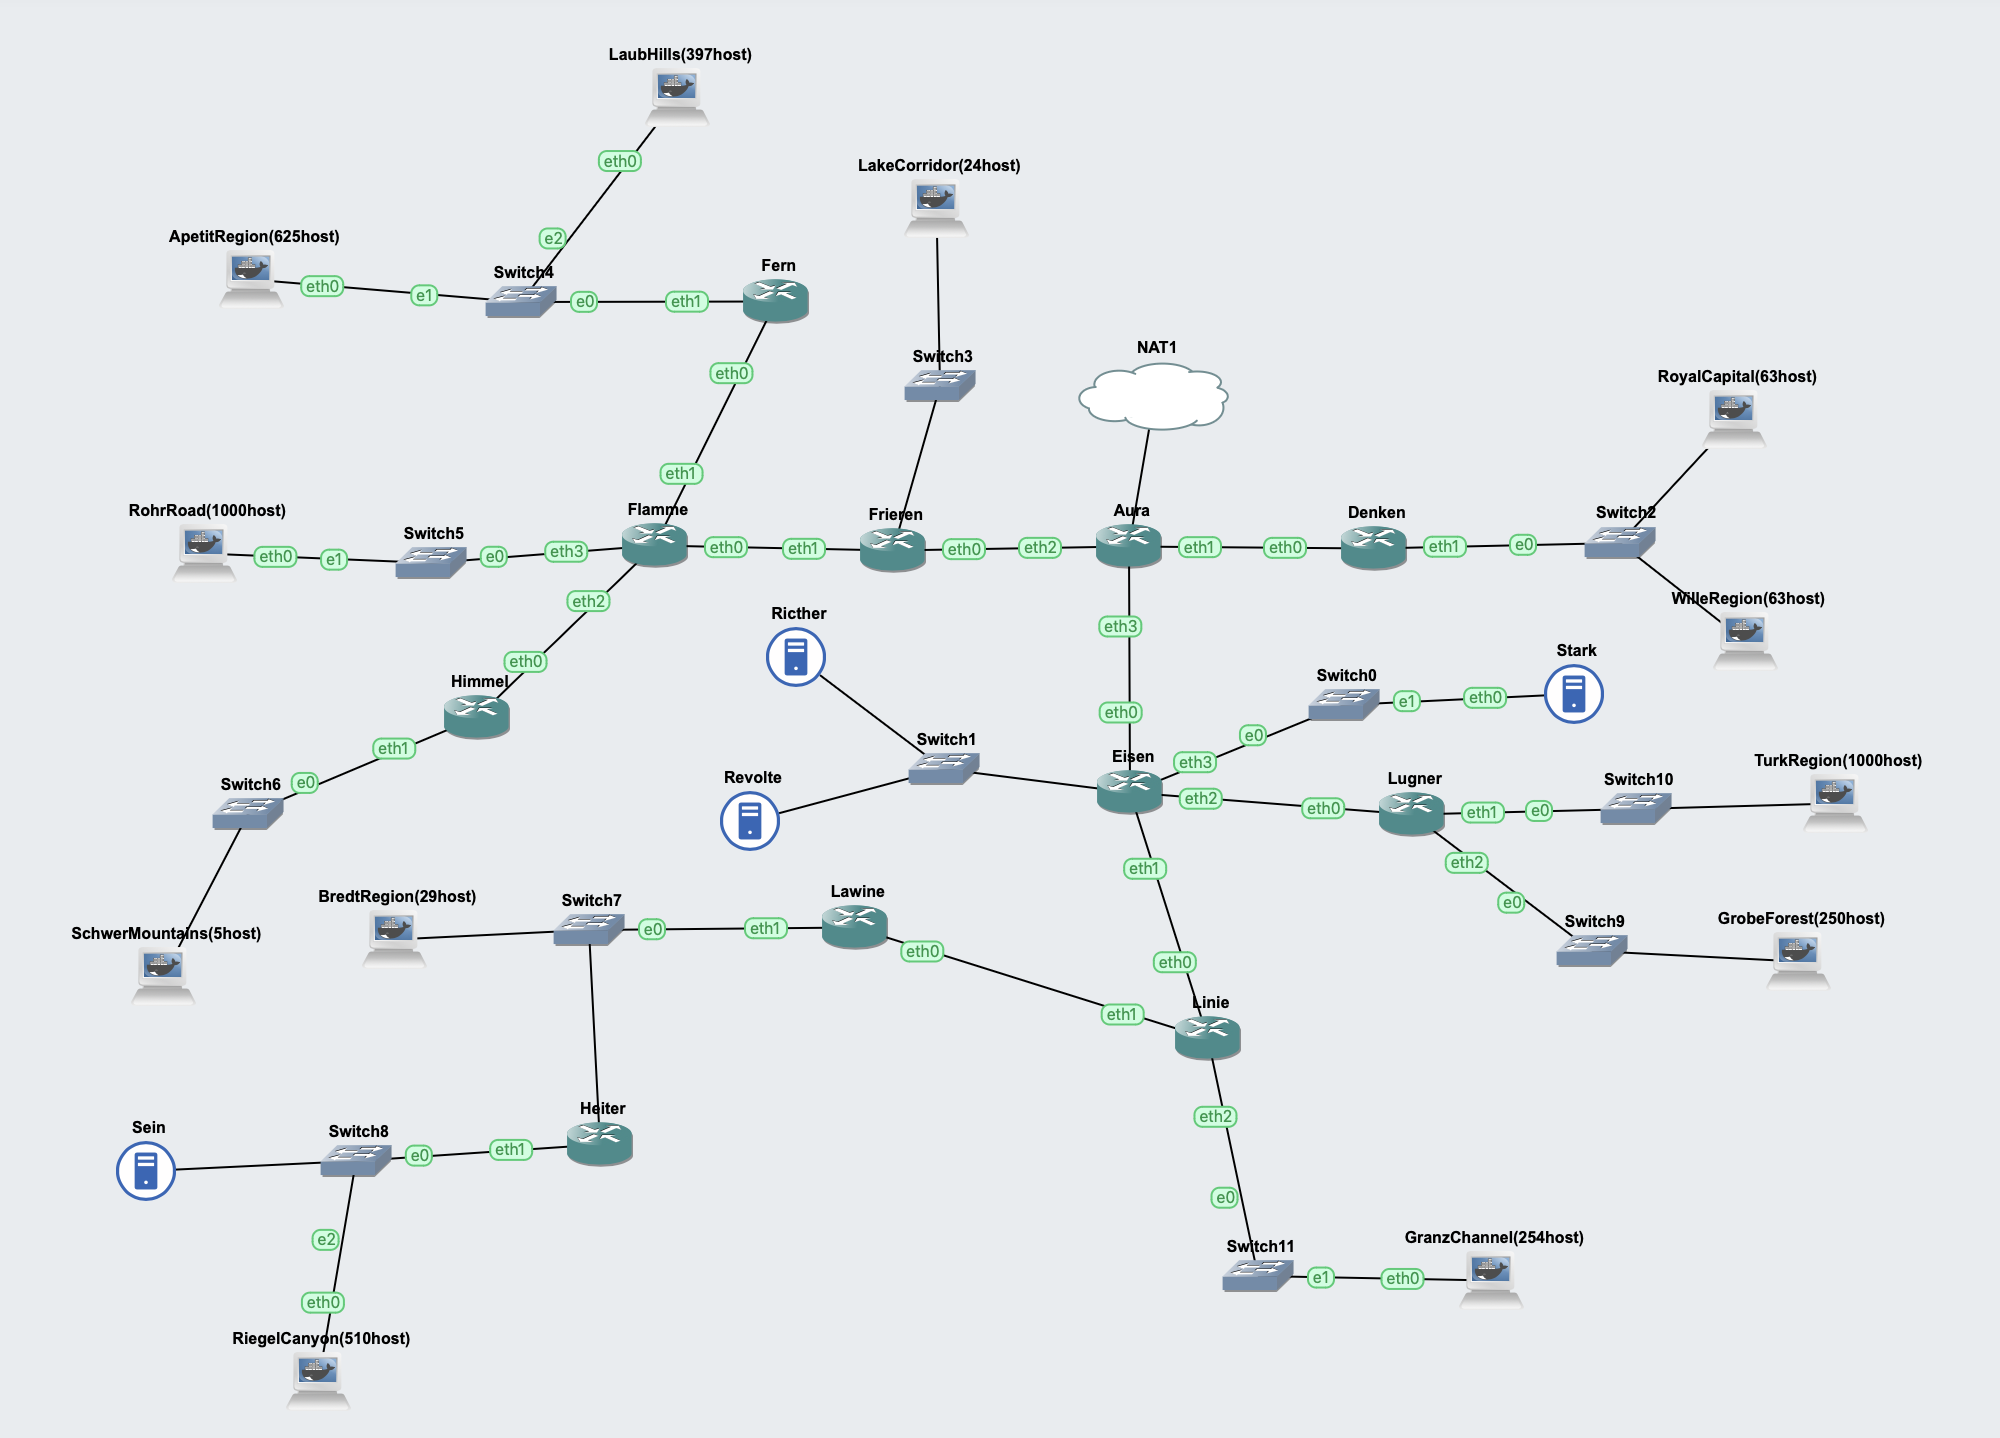 LaubHills(397host)
eth0
LakeCorridor(24host)
e2
ApetitRegion(625host)
Switch4
Fern
eth0
e1
e0
eth1
NAT1
Switch3
eth0
RoyalCapital(63host)
eth1
RohrRoad(1000host)
Switch5
Flamme
Frieren
Aura
Denken
Switch2
eth0
e1
e0
eth3
eth0
eth1
eth0
eth2
eth1
eth0
eth1
e0
eth2
WilleRegion(63host)
Ricther
eth3
eth0
Himmel
Stark
Switch0
e1
eth0
eth0
eth1
e0
Switch1
Eisen
eth3
Switch6
e0
Revolte
Lugner
Switch10
TurkRegion(1000host)
eth2
eth0
eth1
e0
eth1
eth2
BredtRegion(29host)
Switch7
Lawine
e0
Switch9
GrobeForest(250host)
SchwerMountains(5host)
e0
eth1
eth0
eth0
Linie
eth1
Heiter
eth2
Sein
Switch8
e0
eth1
e0
e2
Switch11
GranzChannel(254host)
e1
eth0
eth0
RiegelCanyon(510host)